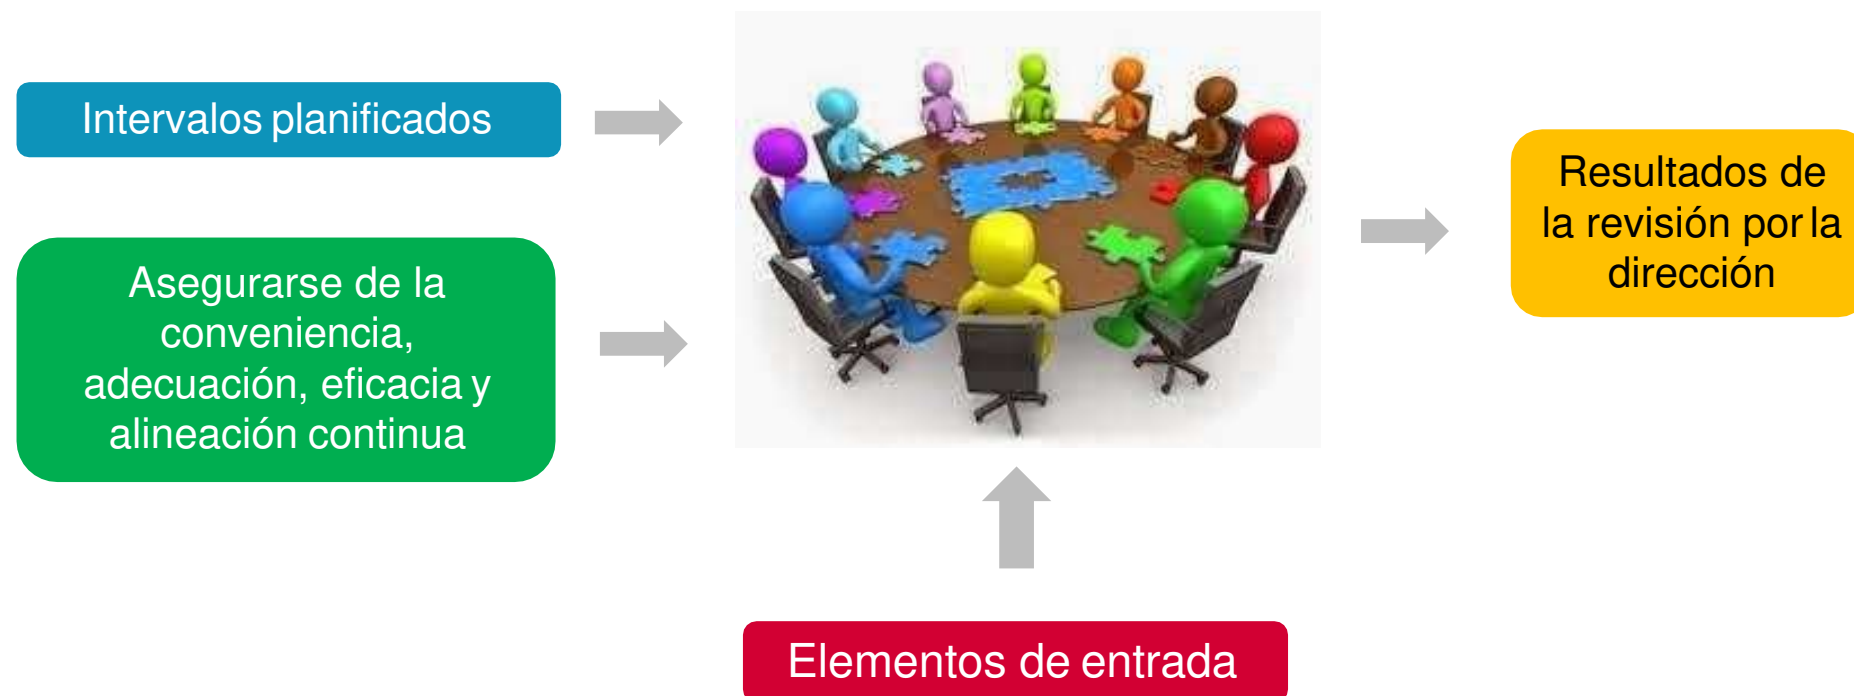 Intervalos planificados
Asegurarse de la
conveniencia,
adecuación, eficacia y
alineación continua
Resultados de
la revisión por la
dirección
Elementos de entrada